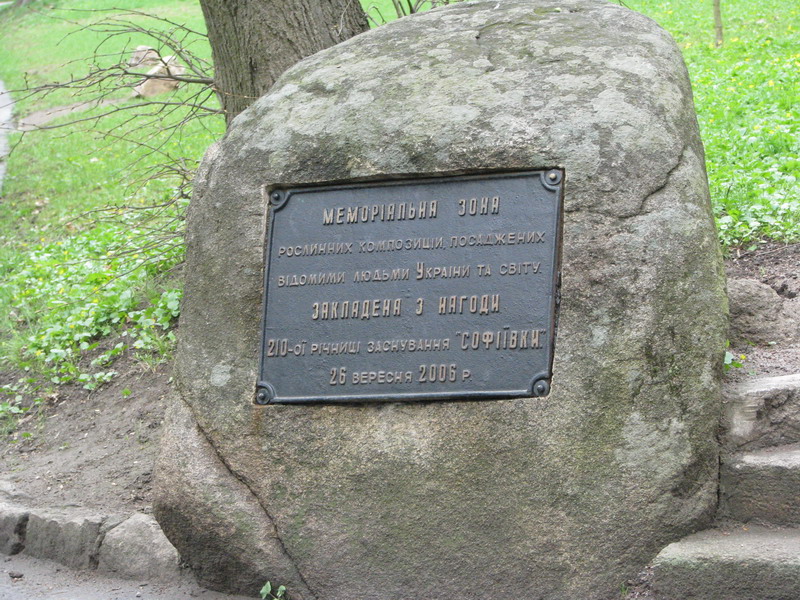 МЕМОРІАЛЬНА ЗОНА
РОСЛИННИХ КОМПОЗИЦІЙ, ПОСАДЖЕНИХ
ВІДОМИМИ ЛЮДЬМИ УКРАЇНИ ТА СВІТУ.
ЗАКЛАДЕНА З НАГОДИ
210-ОЇ РІЧНИЦІ ЗАСНУВАННЯ "СОФІЇВКИ"
26 ВЕРЕСНЯ 2006 Р.